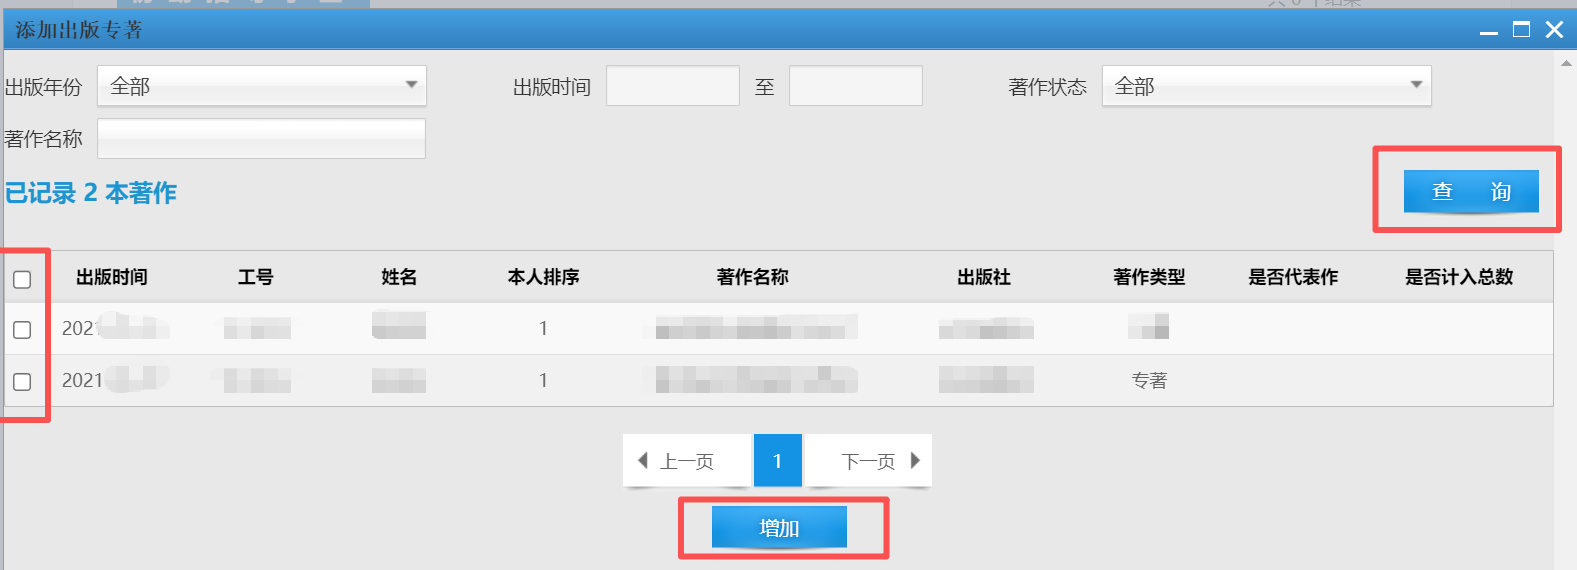 添加出版专著
出版年份 全部 出版时间 至 著作状态 全部
著作名称
已记录 2 本著作
查 询
出版时间 工号 姓名 本人排序 著作名称 出版社 著作类型 是否代表作 是否计入总数
2021 1
2021 1 专著
上一页 1 下一页
增加